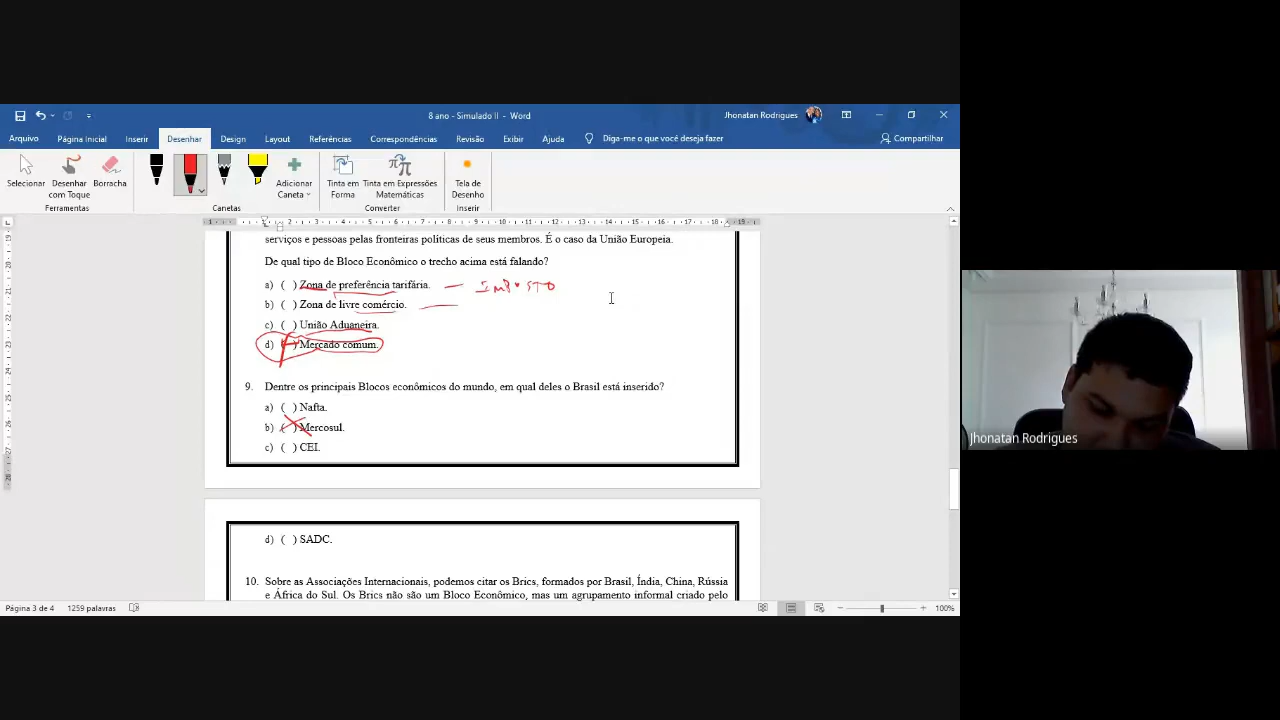 8 ano - Simulado II - Word
Jhonatan Rodrigues
Arquivo Página Inicial Inserir Desenhar Design Layout Referências Correspondências Revisão Exibir Ajuda Diga-me o que você deseja fazer Compartilhar
Selecionar
Desenhar com Toque
Borracha
Adicionar Caneta
Tinta em Forma
Tinta em Expressões Matemáticas
Tela de Desenho
Ferramentas Canetas Converter Inserir
serviços e pessoas pelas fronteiras políticas de seus membros. É o caso da União Europeia.
De qual tipo de Bloco Econômico o trecho acima está falando?
a) ( ) Zona de preferência tarifária. — IMPOSTO
b) ( ) Zona de livre comércio.
c) ( ) União Aduaneira.
d) ( ) Mercado comum.
9. Dentre os principais Blocos econômicos do mundo, em qual deles o Brasil está inserido?
a) ( ) Nafta.
b) ( ) Mercosul.
c) ( ) CEI.
d) ( ) SADC.
10. Sobre as Associações Internacionais, podemos citar os Brics, formados por Brasil, Índia, China, Rússia
e África do Sul. Os Brics não são um Bloco Econômico, mas um agrupamento informal criado pelo
Página 3 de 4 1259 palavras 100%
Jhonatan Rodrigues